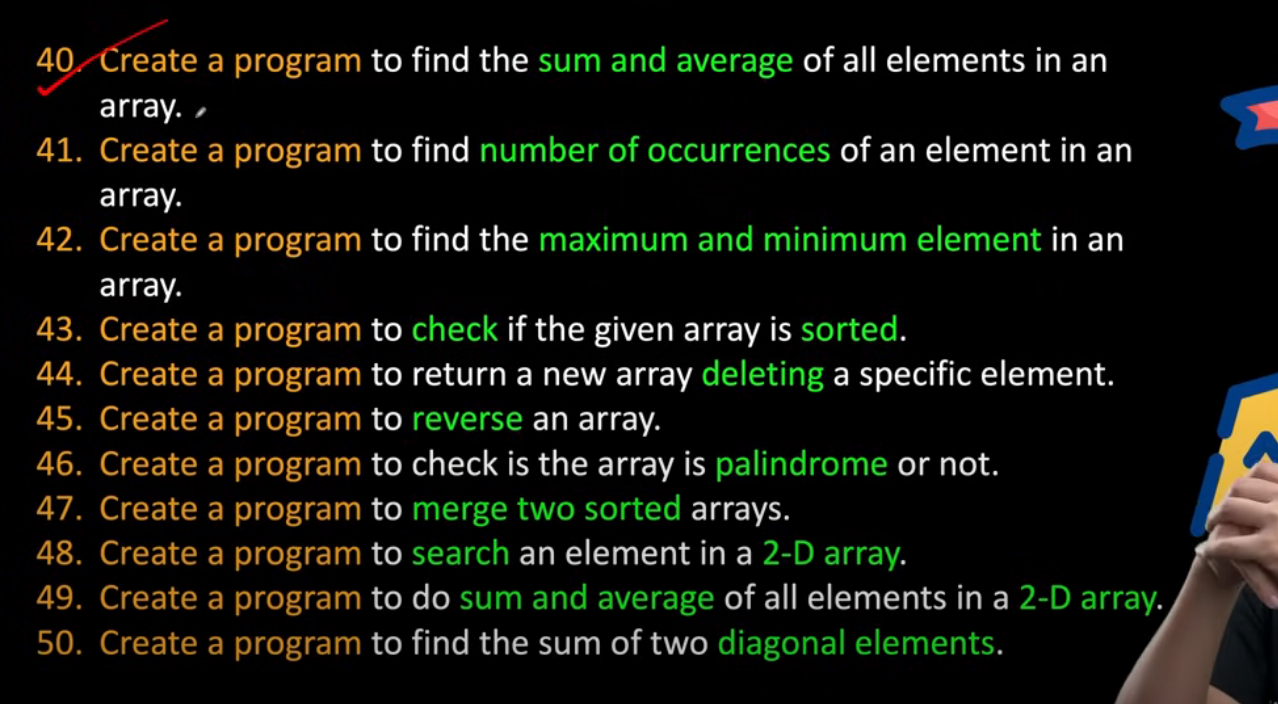 40. Create a program to find the sum and average of all elements in an
array.
41. Create a program to find number of occurrences of an element in an
array.
42. Create a program to find the maximum and minimum element in an
array.
43. Create a program to check if the given array is sorted.
44. Create a program to return a new array deleting a specific element.
45. Create a program to reverse an array.
46. Create a program to check is the array is palindrome or not.
47. Create a program to merge two sorted arrays.
48. Create a program to search an element in a 2-D array.
49. Create a program to do sum and average of all elements in a 2-D array.
50. Create a program to find the sum of two diagonal elements.